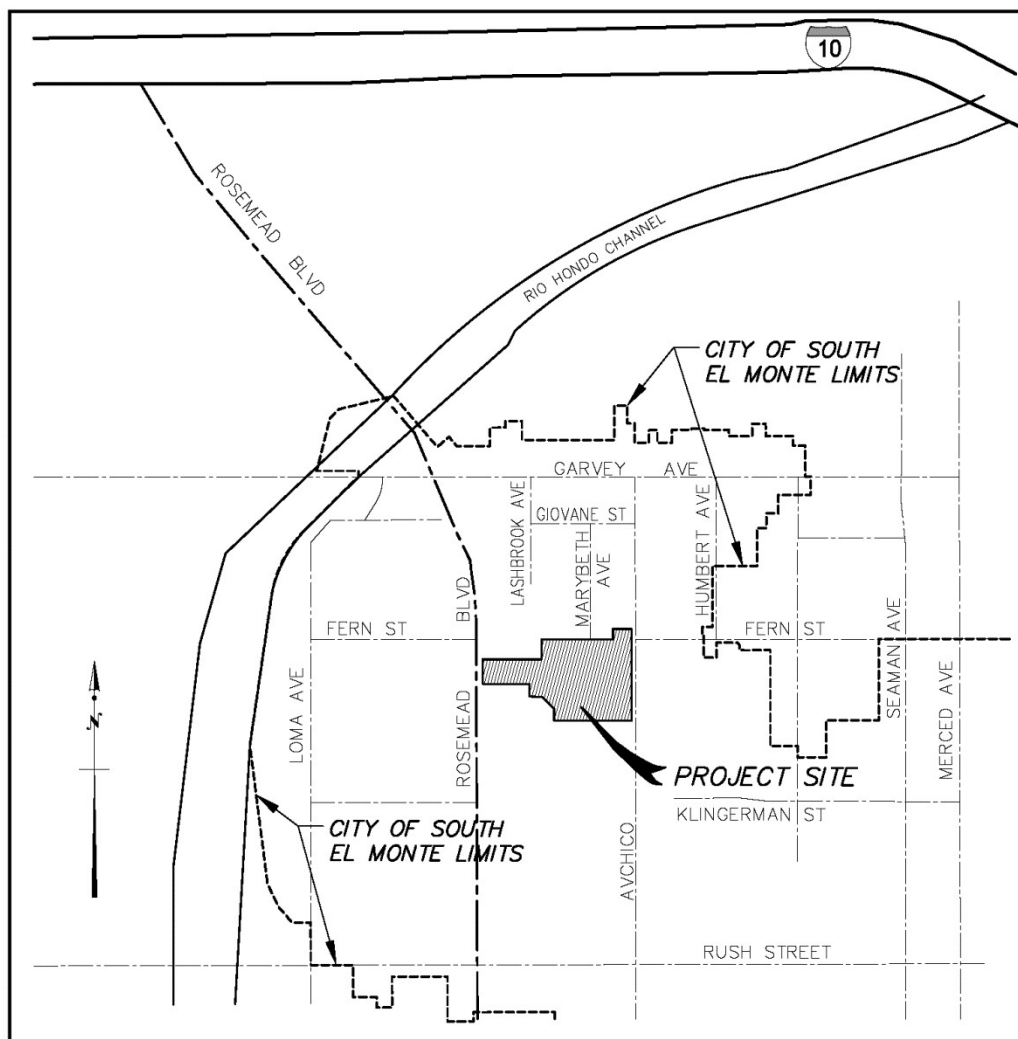 10
ROSEMEAD BLVD
RIO HONDO CHANNEL
CITY OF SOUTH
EL MONTE LIMITS
GARVEY AVE
LASHBROOK AVE
GIOVANE ST
MARYBETH
AVE
HUMBERT AVE
FERN ST
BLVD
FERN ST
SEAMAN AVE
MERCED AVE
LOMA AVE
ROSEMEAD
N
PROJECT SITE
KLINGERMAN ST
CITY OF SOUTH
EL MONTE LIMITS
AVCHICO
RUSH STREET